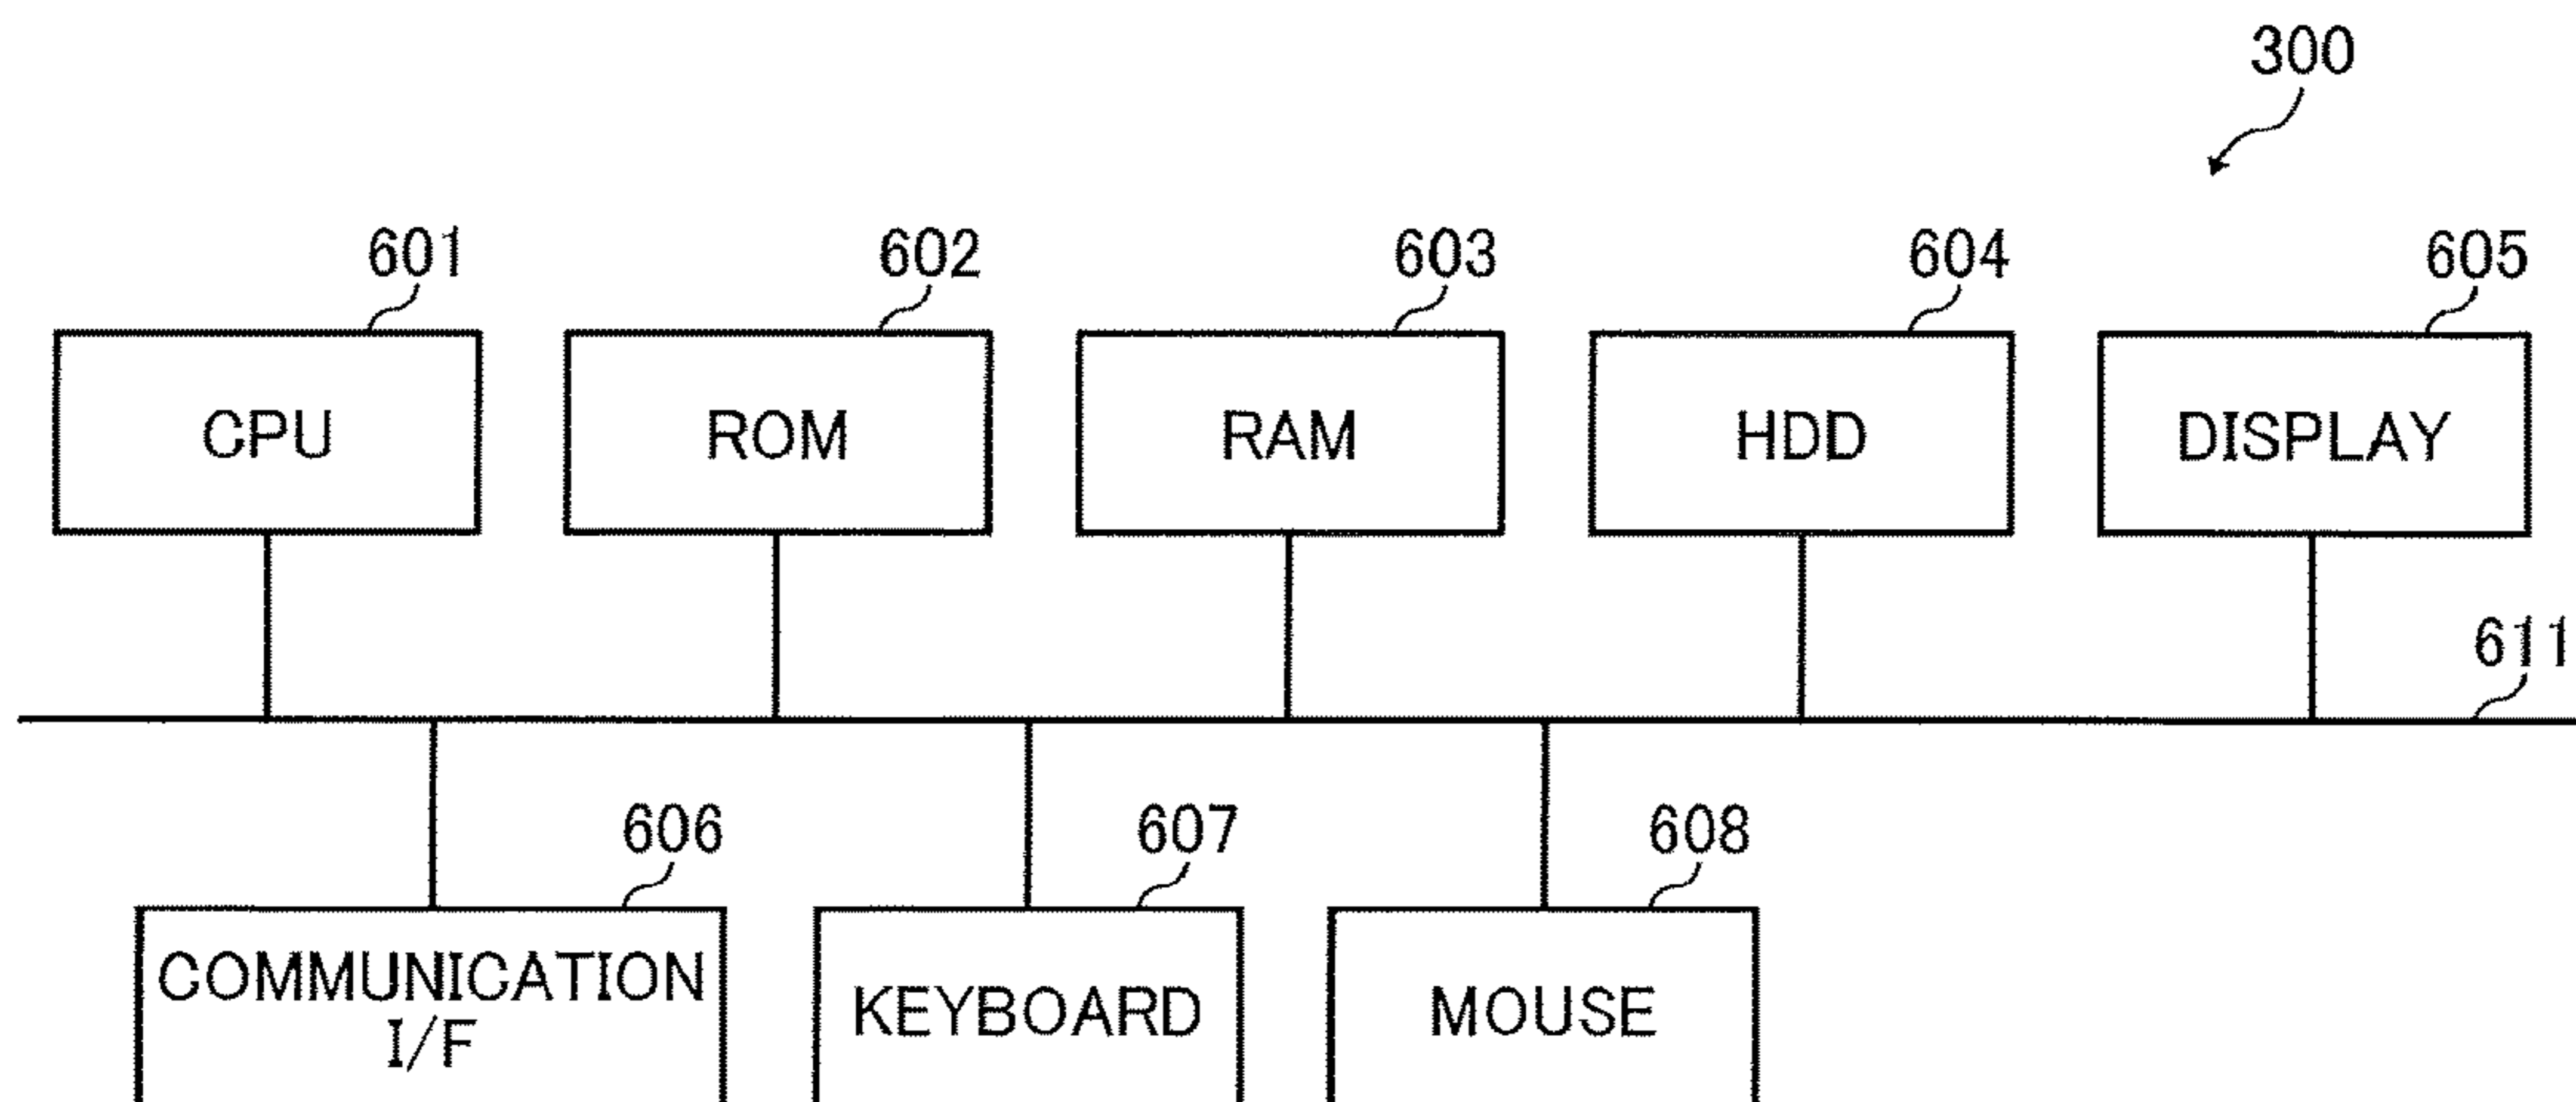 300
601
602
603
604
605
CPU
ROM
RAM
HDD
DISPLAY
611
606
607
608
COMMUNICATION
I/F
KEYBOARD
MOUSE